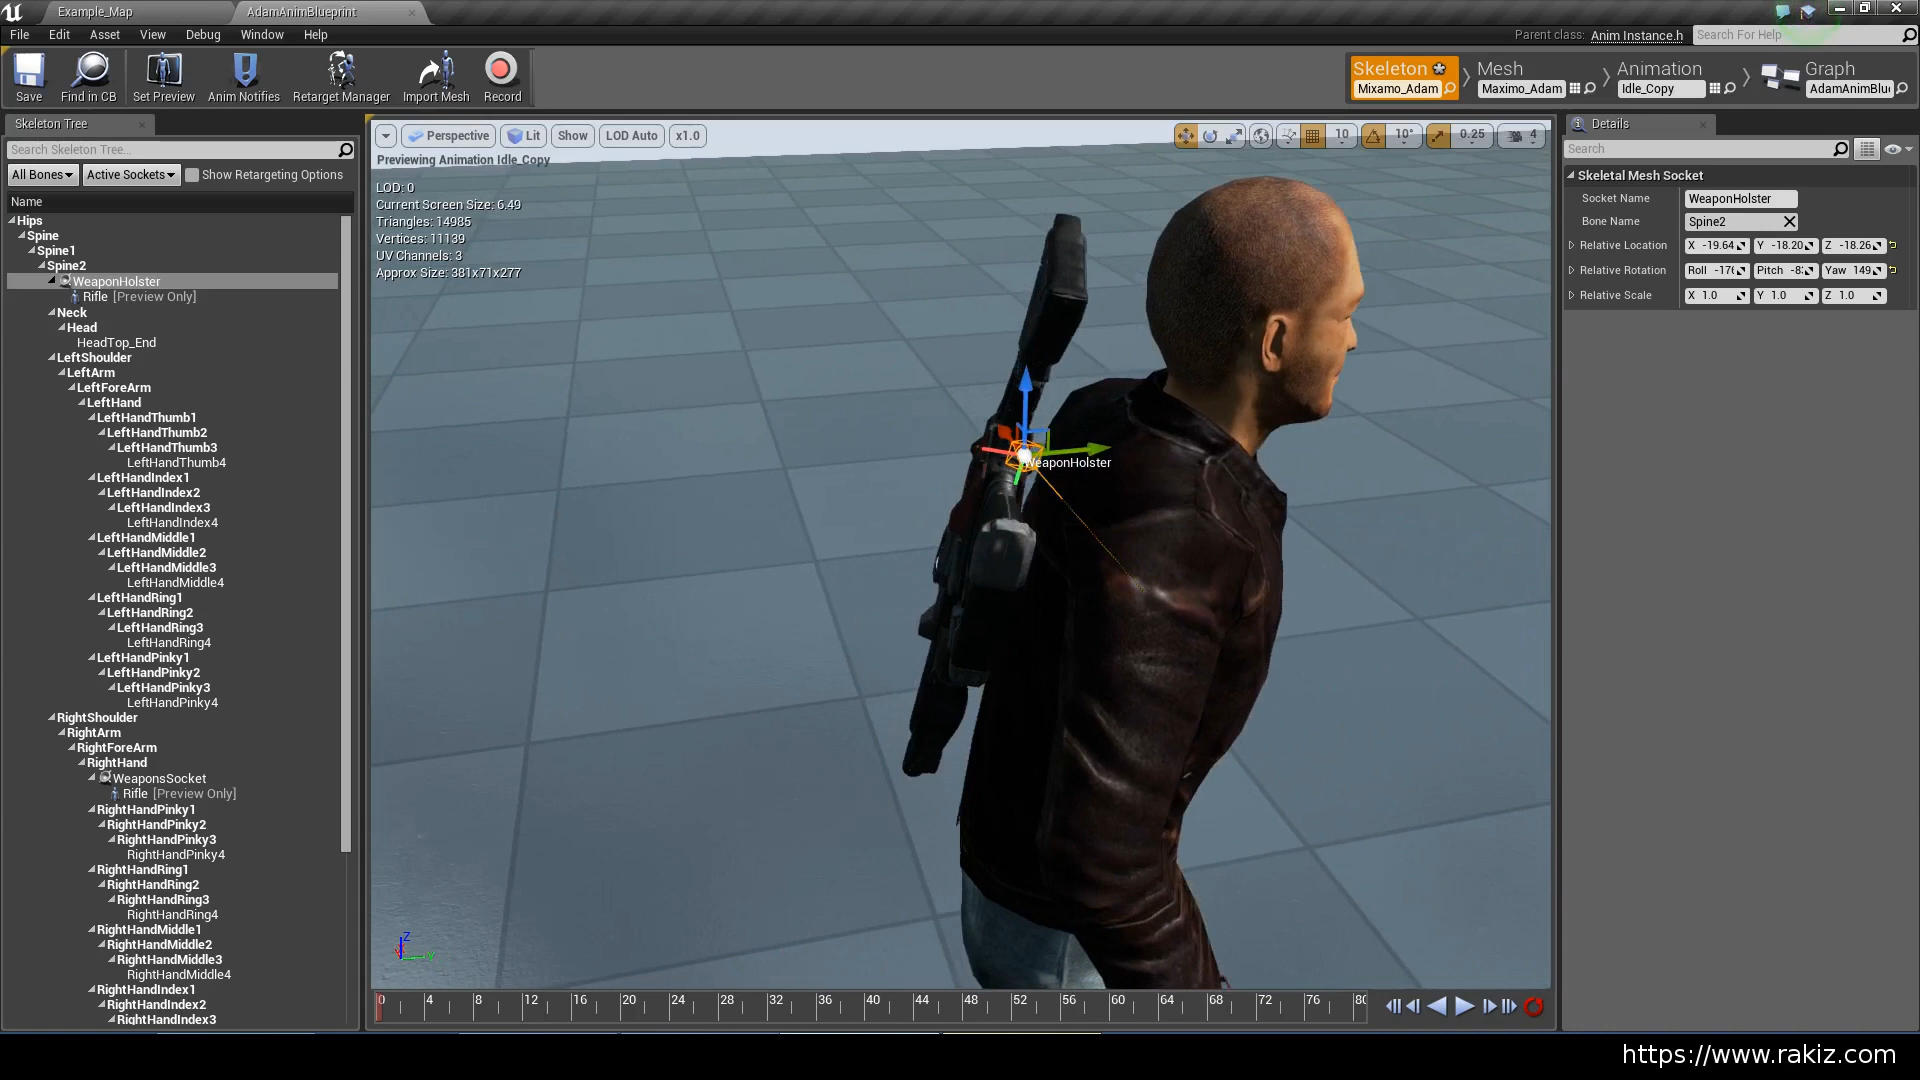 Example_Map
AdamAnimBlueprint
File Edit Asset View Debug Window Help
Parent class: Anim Instance.h
Search For Help
Save
Find in CB
Set Preview
Anim Notifies
Retarget Manager
Import Mesh
Record
Skeleton
Mixamo_Adam
Mesh
Maximo_Adam
Animation
Idle_Copy
Graph
AdamAnimBlu
Skeleton Tree
Search Skeleton Tree...
All Bones
Active Sockets
Show Retargeting Options
Name
Hips
Spine
Spine1
Spine2
WeaponHolster
Rifle [Preview Only]
Neck
Head
HeadTop_End
LeftShoulder
LeftArm
LeftForeArm
LeftHand
LeftHandThumb1
LeftHandThumb2
LeftHandThumb3
LeftHandThumb4
LeftHandIndex1
LeftHandIndex2
LeftHandIndex3
LeftHandIndex4
LeftHandMiddle1
LeftHandMiddle2
LeftHandMiddle3
LeftHandMiddle4
LeftHandRing1
LeftHandRing2
LeftHandRing3
LeftHandRing4
LeftHandPinky1
LeftHandPinky2
LeftHandPinky3
LeftHandPinky4
RightShoulder
RightArm
RightForeArm
RightHand
WeaponsSocket
Rifle [Preview Only]
RightHandPinky1
RightHandPinky2
RightHandPinky3
RightHandPinky4
RightHandRing1
RightHandRing2
RightHandRing3
RightHandRing4
RightHandMiddle1
RightHandMiddle2
RightHandMiddle3
RightHandMiddle4
RightHandIndex1
RightHandIndex2
RightHandIndex3
Perspective Lit Show LOD Auto x1.0
10 10° 0.25 4
Previewing Animation Idle_Copy
LOD: 0
Current Screen Size: 6.49
Triangles: 14985
Vertices: 11139
UV Channels: 3
Approx Size: 381x71x277
WeaponHolster
Z
Y
0 4 8 12 16 20 24 28 32 36 40 44 48 52 56 60 64 68 72 76 80
Details
Search
Skeletal Mesh Socket
Socket Name WeaponHolster
Bone Name Spine2
Relative Location X -19.64 Y -18.20 Z -18.26
Relative Rotation Roll -176 Pitch -8 Yaw 149
Relative Scale X 1.0 Y 1.0 Z 1.0
https://www.rakiz.com